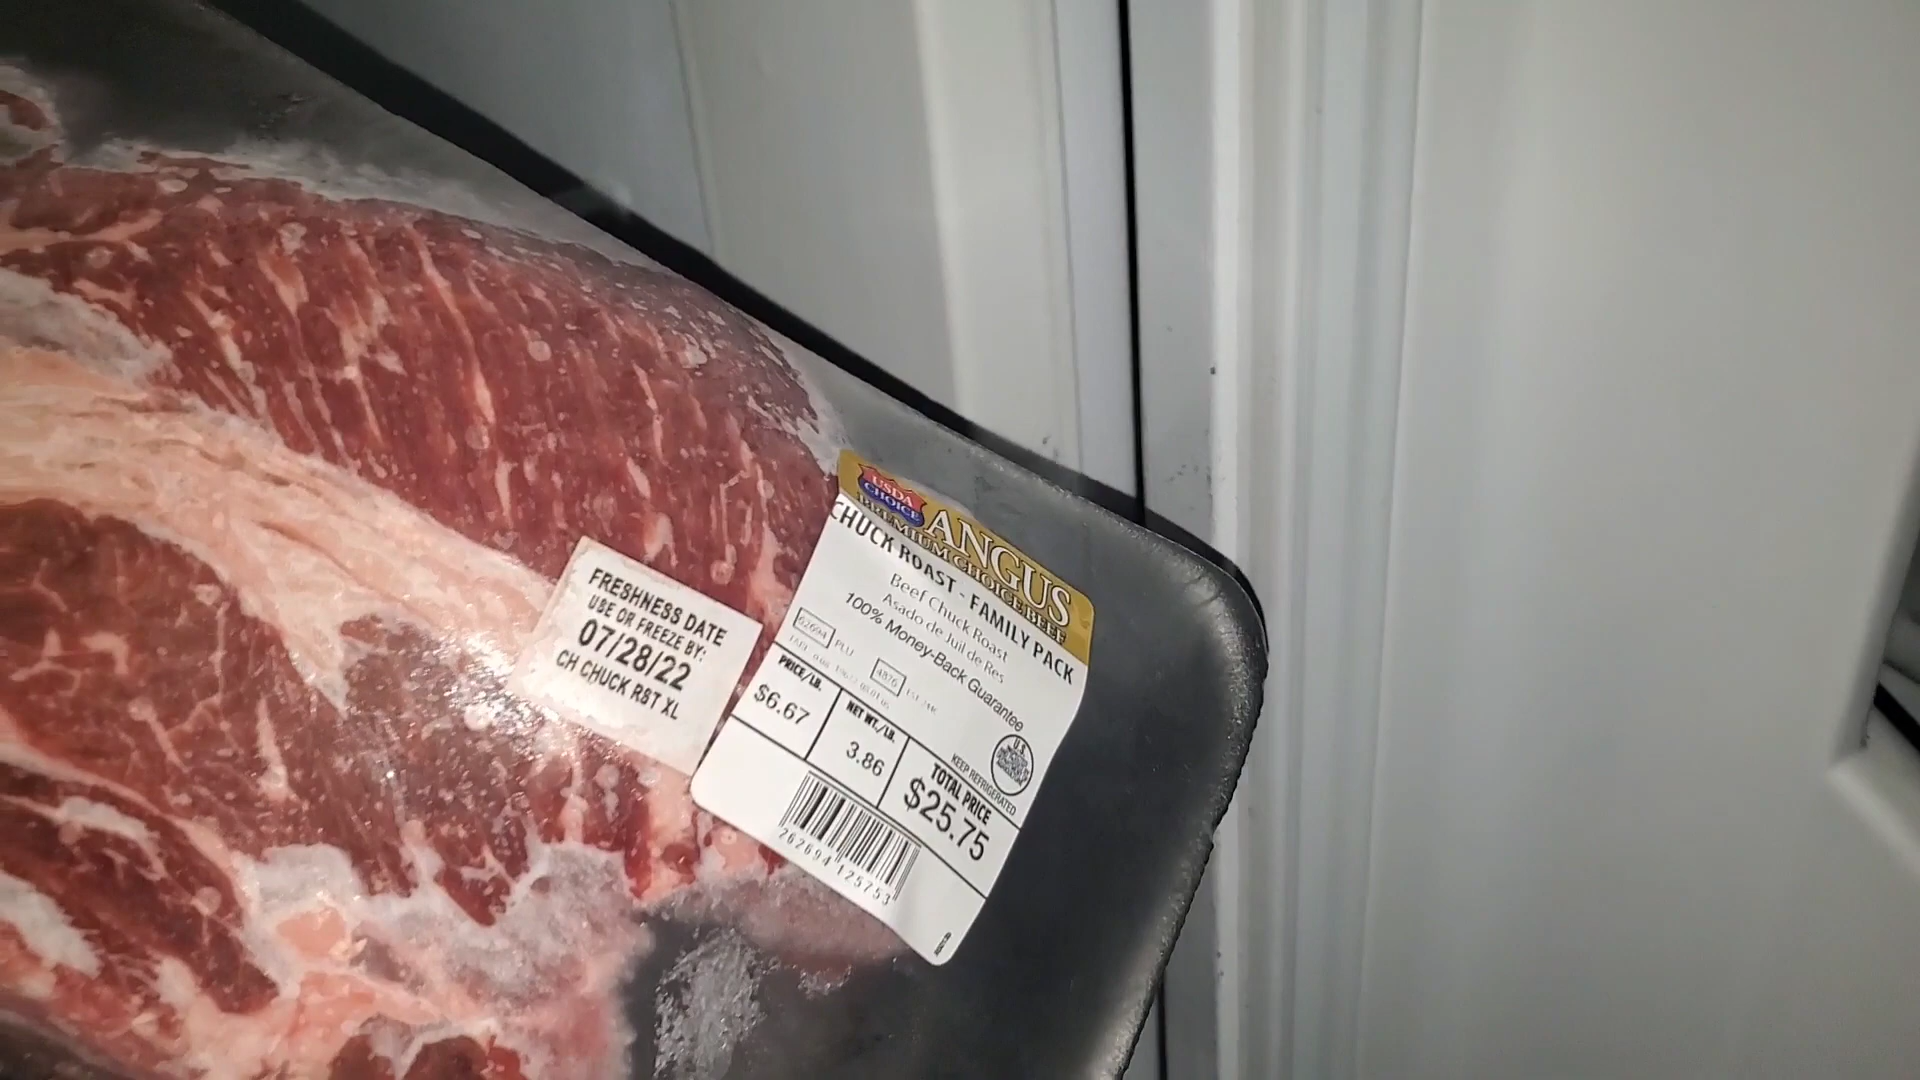 FRESHNESS DATE
USE OR FREEZE BY:
07/28/22
CH CHUCK RST XL
USDA
CHOICE
ANGUS
PREMIUM CHOICE BEEF
CHUCK ROAST - FAMILY PACK
Beef Chuck Roast
Asado de Juil de Res
100% Money-Back Guarantee
02694 PLU
PRICE/LB.
$6.67
NET WT./LB.
3.86
KEEP REFRIGERATED
TOTAL PRICE
$25.75
U.S.
262694 125753